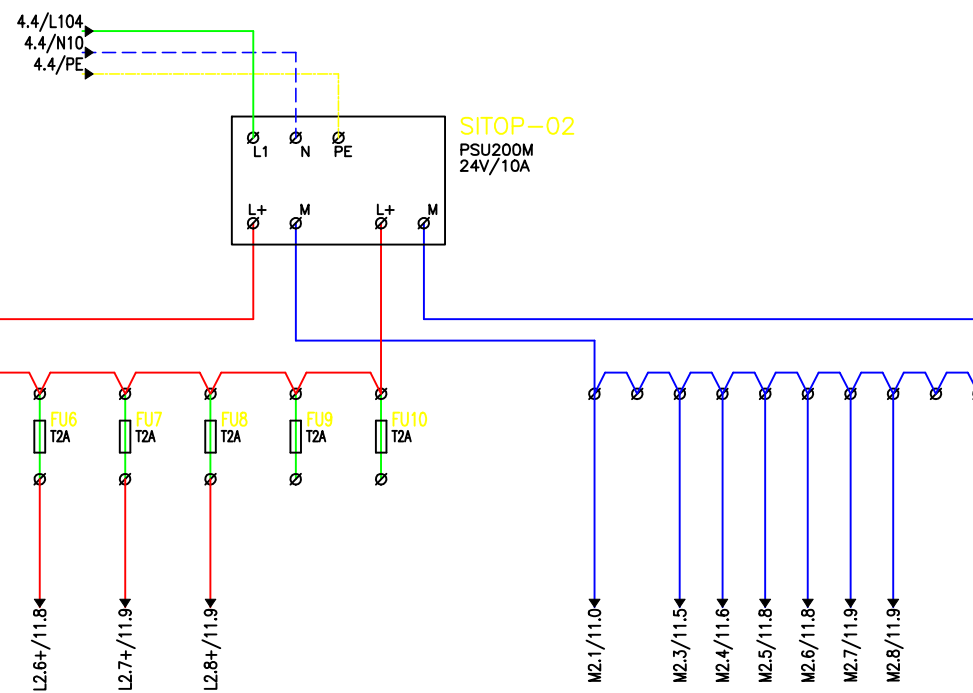 4.4/L104
4.4/N10
4.4/PE
SITOP-02
PSU200M
24V/10A
L1 N PE
L+ M L+ M
FU6 FU7 FU8 FU9 FU10
T2A T2A T2A T2A T2A
L2.6+/11.8
L2.7+/11.9
L2.8+/11.9
M2.1/11.0
M2.3/11.5
M2.4/11.6
M2.5/11.8
M2.6/11.8
M2.7/11.9
M2.8/11.9